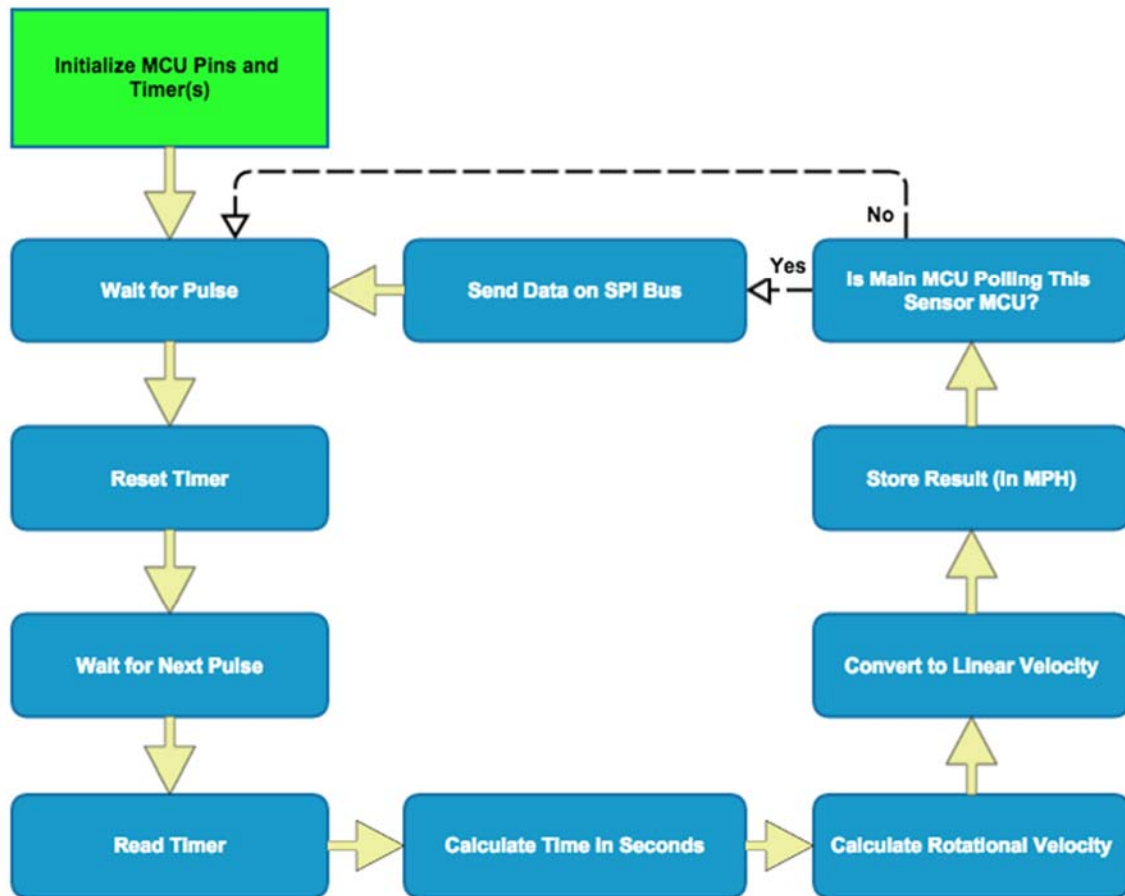 Initialize MCU Pins and
Timer(s)
No
Yes
Wait for Pulse
Send Data on SPI Bus
Is Main MCU Polling This
Sensor MCU?
Reset Timer
Store Result (in MPH)
Wait for Next Pulse
Convert to Linear Velocity
Read Timer
Calculate Time in Seconds
Calculate Rotational Velocity